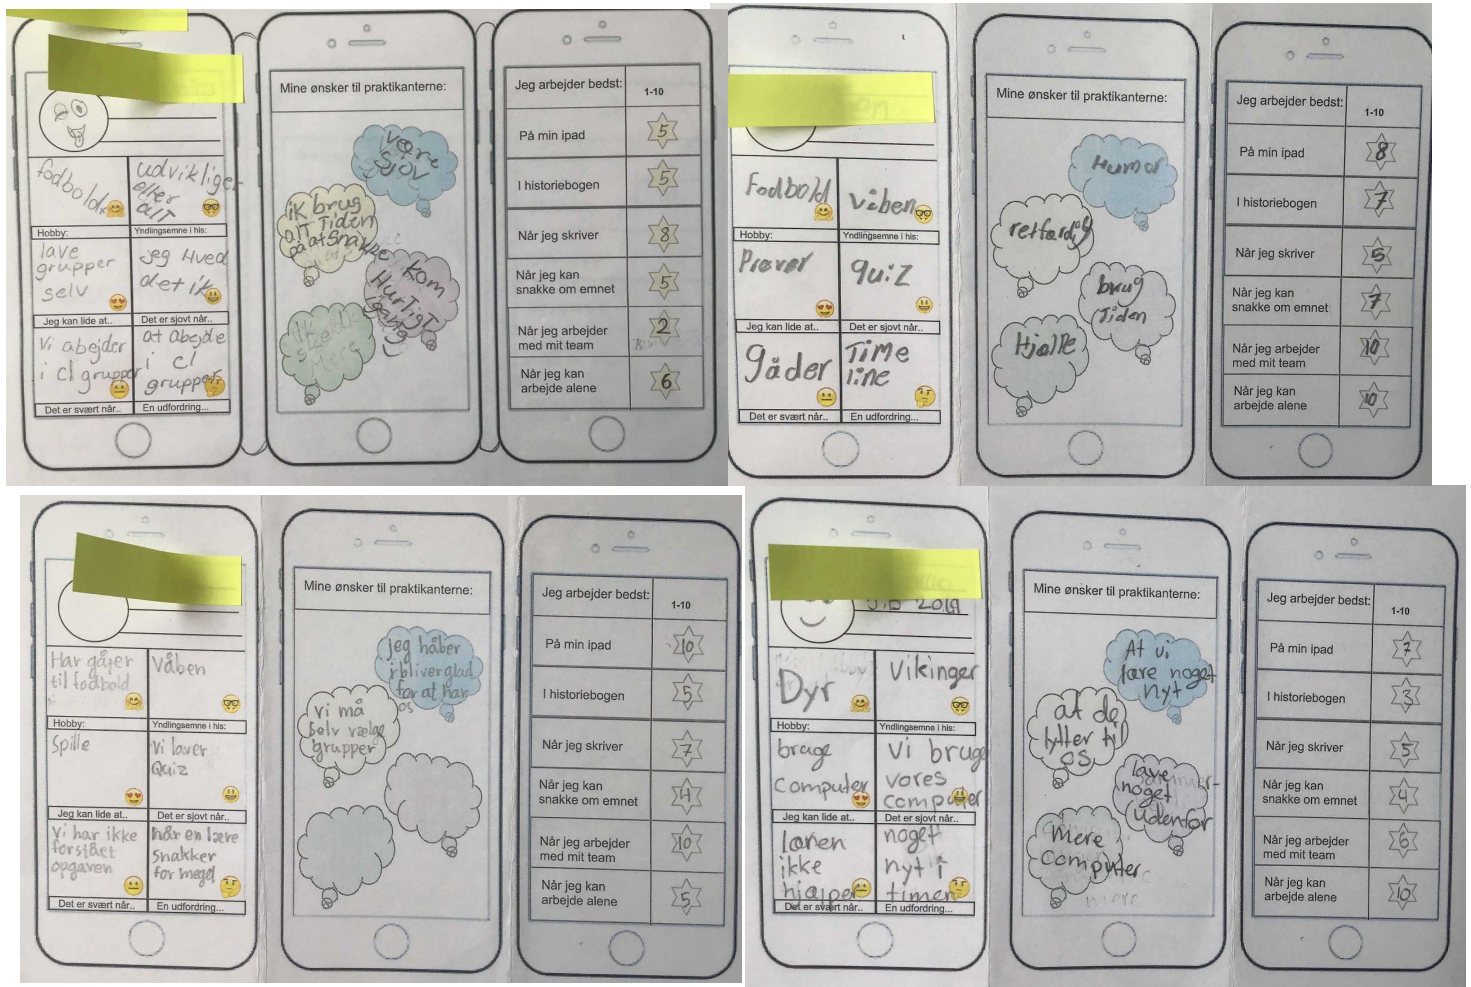 fodbold
udvikligen
elker
alt
Hobby:
Yndlingsemne i his:
lave
grupper
selv
jeg Hved
det ik
Jeg kan lide at..
Det er sjovt når..
Vi abejder
i cl grupper
at abejde
i cl
grupper
Det er svært når..
En udfordring...
Mine ønsker til praktikanterne:
være
sjov
ik brug
alt Tiden
på at snakke
Kom
HurTigT
igang
ik
Jeg arbejder bedst:
1-10
På min ipad
5
I historiebogen
5
Når jeg skriver
8
Når jeg kan
snakke om emnet
5
Når jeg arbejder
med mit team
2
Når jeg kan
arbejde alene
6
Fodbold
våben
Hobby:
Yndlingsemne i his:
Prøver
quiz
Jeg kan lide at..
Det er sjovt når..
gåder
Time
line
Det er svært når..
En udfordring...
Mine ønsker til praktikanterne:
Humor
retfærdig
brug
Tiden
Hjælpe
Jeg arbejder bedst:
1-10
På min ipad
8
I historiebogen
7
Når jeg skriver
5
Når jeg kan
snakke om emnet
7
Når jeg arbejder
med mit team
10
Når jeg kan
arbejde alene
10
Har gåter
til fodbold
Våben
Hobby:
Yndlingsemne i his:
Spille
Vi laver
Quiz
Jeg kan lide at..
Det er sjovt når..
Vi har ikke
forstået
opgaven
når en lære
snakker
for meget
Det er svært når..
En udfordring...
Mine ønsker til praktikanterne:
jeg håber
i bliver glad
for at har
os
vi må
selv vælge
grupper
Jeg arbejder bedst:
1-10
På min ipad
10
I historiebogen
5
Når jeg skriver
7
Når jeg kan
snakke om emnet
4
Når jeg arbejder
med mit team
10
Når jeg kan
arbejde alene
5
2019
Dyr
Vikinger
Hobby:
Yndlingsemne i his:
bruge
computer
Vi bruge
vores
computer
Jeg kan lide at..
Det er sjovt når..
læren
ikke
hjælper
noget
nyt i
timen
Det er svært når..
En udfordring...
Mine ønsker til praktikanterne:
At vi
lære noget
nyt
at de
lytter til
os
lave
noget
udenfor
mere
computer
Jeg arbejder bedst:
1-10
På min ipad
7
I historiebogen
3
Når jeg skriver
5
Når jeg kan
snakke om emnet
4
Når jeg arbejder
med mit team
6
Når jeg kan
arbejde alene
10